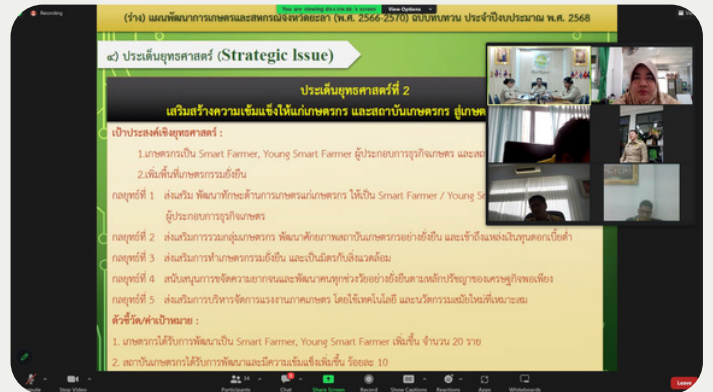 Recording
You are viewing
screen
View Options
(ร่าง) แผนพัฒนาการเกษตรและสหกรณ์จังหวัดยะลา (พ.ศ. 2566-2570) ฉบับทบทวน ประจำปีงบประมาณ พ.ศ. 2568
๔) ประเด็นยุทธศาสตร์ (Strategic Issue)
ประเด็นยุทธศาสตร์ที่ 2
เสริมสร้างความเข้มแข็งให้แก่เกษตรกร และสถาบันเกษตรกร สู่เกษต
เป้าประสงค์เชิงยุทธศาสตร์ :
1.เกษตรกรเป็น Smart Farmer, Young Smart Farmer ผู้ประกอบการธุรกิจเกษตร และสถ
2.เพิ่มพื้นที่เกษตรกรรมยั่งยืน
กลยุทธ์ที่ 1 ส่งเสริม พัฒนาทักษะด้านการเกษตรแก่เกษตรกร ให้เป็น Smart Farmer / Young
ผู้ประกอบการธุรกิจเกษตร
กลยุทธ์ที่ 2 ส่งเสริมการรวมกลุ่มเกษตรกร พัฒนาศักยภาพสถาบันเกษตรกรอย่างยั่งยืน และเข้าถึงแหล่งเงินทุนดอกเบี้ยต่ำ
กลยุทธ์ที่ 3 ส่งเสริมการทำเกษตรกรรมยั่งยืน และเป็นมิตรกับสิ่งแวดล้อม
กลยุทธ์ที่ 4 สนับสนุนการขจัดความยากจนและพัฒนาคนทุกช่วงวัยอย่างยั่งยืนตามหลักปรัชญาของเศรษฐกิจพอเพียง
กลยุทธ์ที่ 5 ส่งเสริมการบริหารจัดการแรงงานภาคเกษตร โดยใช้เทคโนโลยี และนวัตกรรมสมัยใหม่ที่เหมาะสม
ตัวชี้วัด/ค่าเป้าหมาย :
1. เกษตรกรได้รับการพัฒนาเป็น Smart Farmer, Young Smart Farmer เพิ่มขึ้น จำนวน 20 ราย
2. สถาบันเกษตรกรได้รับการพัฒนาและมีความเข้มแข็งเพิ่มขึ้น ร้อยละ 10
34
Stop Video
Participants
Chat
Share Screen
Record
Show Captions
Reactions
Apps
Whiteboards
Leave